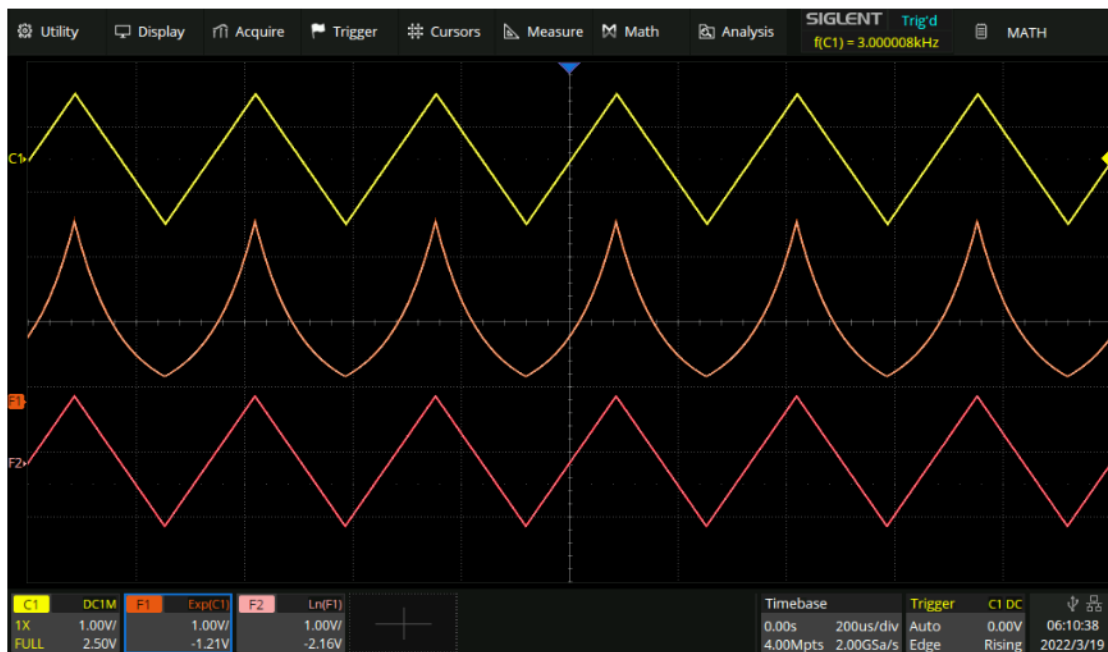 SIGLENT Trig'd
Utility Display Acquire Trigger Cursors Measure Math Analysis f(C1) = 3.000008kHz MATH
C1
F1
F2
C1 DC1M F1 Exp(C1) F2 Ln(F1) Timebase Trigger C1 DC
1X 1.00V/ 1.00V/ 1.00V/ 0.00s 200us/div Auto 0.00V 06:10:38
FULL 2.50V -1.21V -2.16V 4.00Mpts 2.00GSa/s Edge Rising 2022/3/19